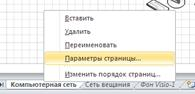 Вставить
Удалить
Переименовать
Параметры страницы...
Изменить порядок страниц...
Компьютерная сеть
Сеть вещания
Фон Visio-1